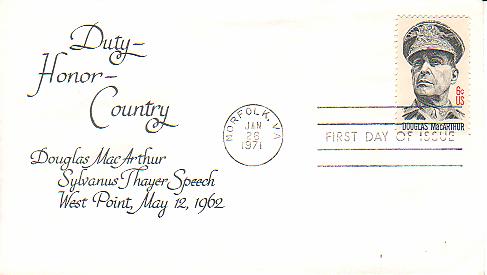 Duty-
Honor-
Country
Douglas MacArthur
Sylvanus Thayer Speech
West Point, May 12, 1962
NORFOLK, VA
JAN
26
1971
FIRST DAY OF ISSUE
6¢
US
DOUGLAS MacARTHUR